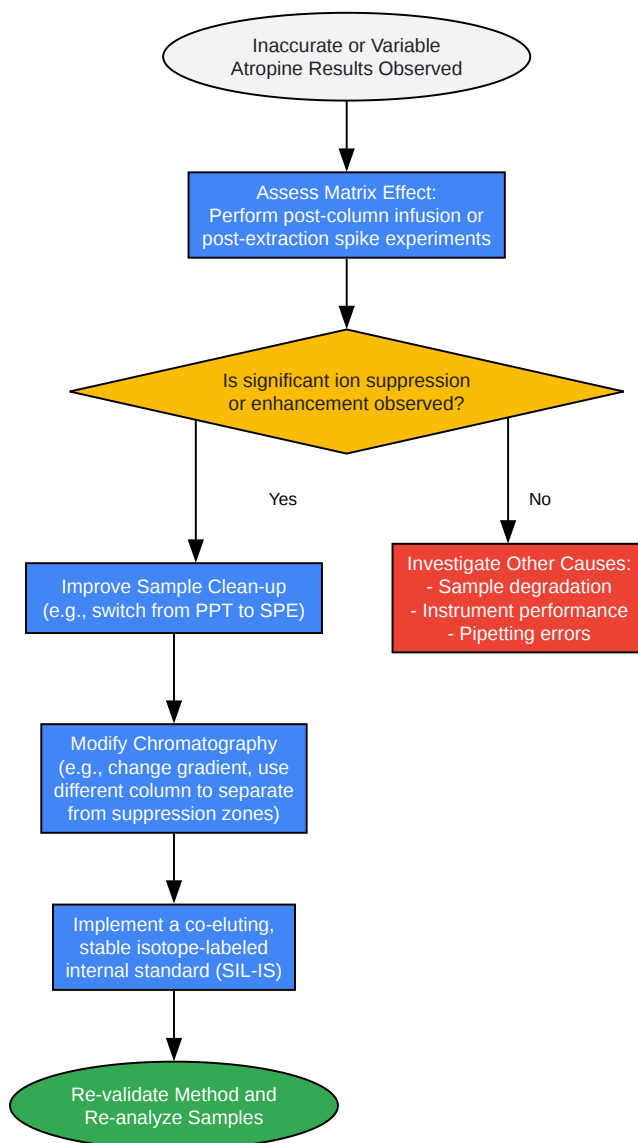 Inaccurate or Variable
Atropine Results Observed
Assess Matrix Effect:
Perform post-column infusion or
post-extraction spike experiments
Is significant ion suppression
or enhancement observed?
Yes
No
Improve Sample Clean-up
(e.g., switch from PPT to SPE)
Investigate Other Causes:
- Sample degradation
- Instrument performance
- Pipetting errors
Modify Chromatography
(e.g., change gradient, use
different column to separate
from suppression zones)
Implement a co-eluting,
stable isotope-labeled
internal standard (SIL-IS)
Re-validate Method and
Re-analyze Samples